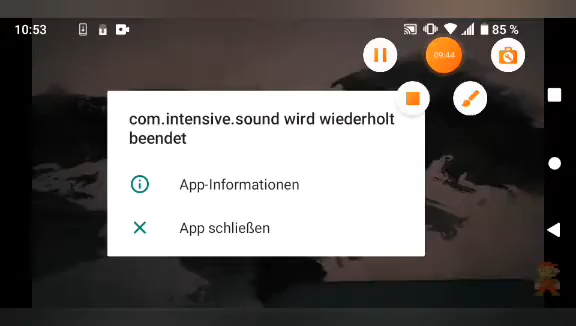 10:53
85 %
09:44
com.intensive.sound wird wiederholt
beendet
App-Informationen
App schließen